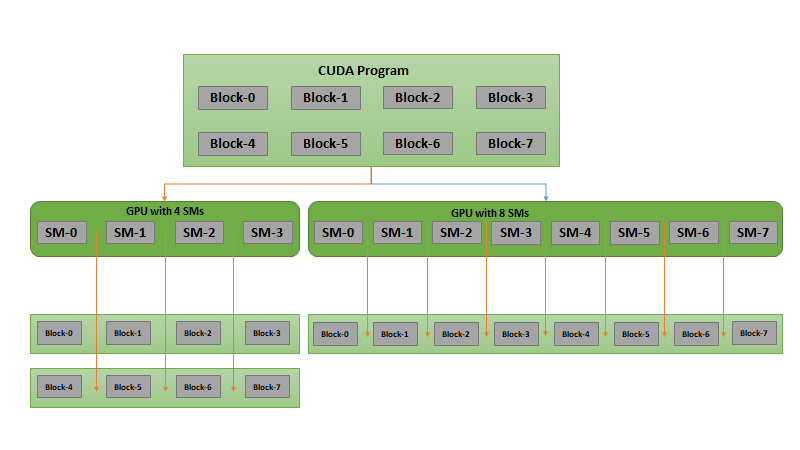 CUDA Program
Block-0 Block-1 Block-2 Block-3
Block-4 Block-5 Block-6 Block-7
GPU with 4 SMs
SM-0 SM-1 SM-2 SM-3
Block-0 Block-1 Block-2 Block-3
Block-4 Block-5 Block-6 Block-7
GPU with 8 SMs
SM-0 SM-1 SM-2 SM-3 SM-4 SM-5 SM-6 SM-7
Block-0 Block-1 Block-2 Block-3 Block-4 Block-5 Block-6 Block-7